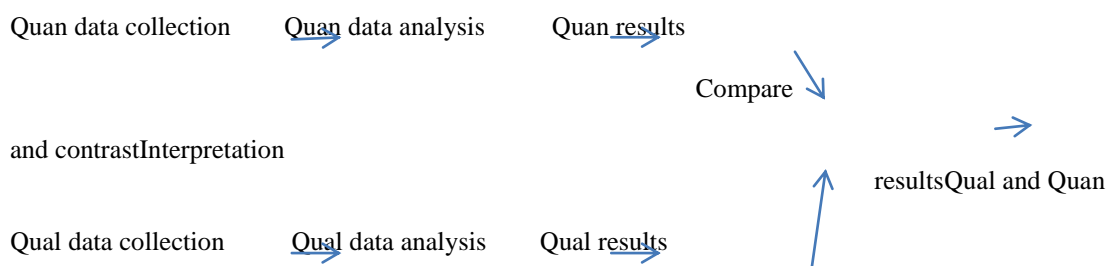 Quan data collection Quan data analysis Quan results
Compare
and contrastInterpretation
resultsQual and Quan
Qual data collection Qual data analysis Qual results